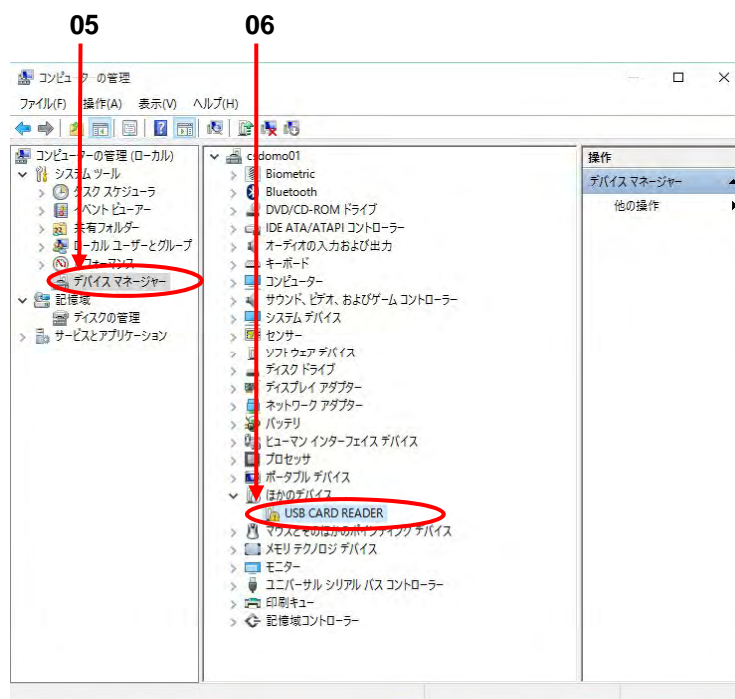 05 06
コンピューターの管理
ファイル(F) 操作(A) 表示(V) ヘルプ(H)
コンピューターの管理 (ローカル)
システム ツール
タスク スケジューラ
イベント ビューアー
共有フォルダー
ローカル ユーザーとグループ
パフォーマンス
デバイス マネージャー
記憶域
ディスクの管理
サービスとアプリケーション
csdomo01
Biometric
Bluetooth
DVD/CD-ROM ドライブ
IDE ATA/ATAPI コントローラー
オーディオの入力および出力
キーボード
コンピューター
サウンド、ビデオ、およびゲーム コントローラー
システム デバイス
センサー
ソフトウェア デバイス
ディスク ドライブ
ディスプレイ アダプター
ネットワーク アダプター
バッテリ
ヒューマン インターフェイス デバイス
プロセッサ
ポータブル デバイス
ほかのデバイス
USB CARD READER
マウスとそのほかのポインティング デバイス
メモリ テクノロジ デバイス
モニター
ユニバーサル シリアル バス コントローラー
印刷キュー
記憶域コントローラー
操作
デバイス マネージャー
他の操作